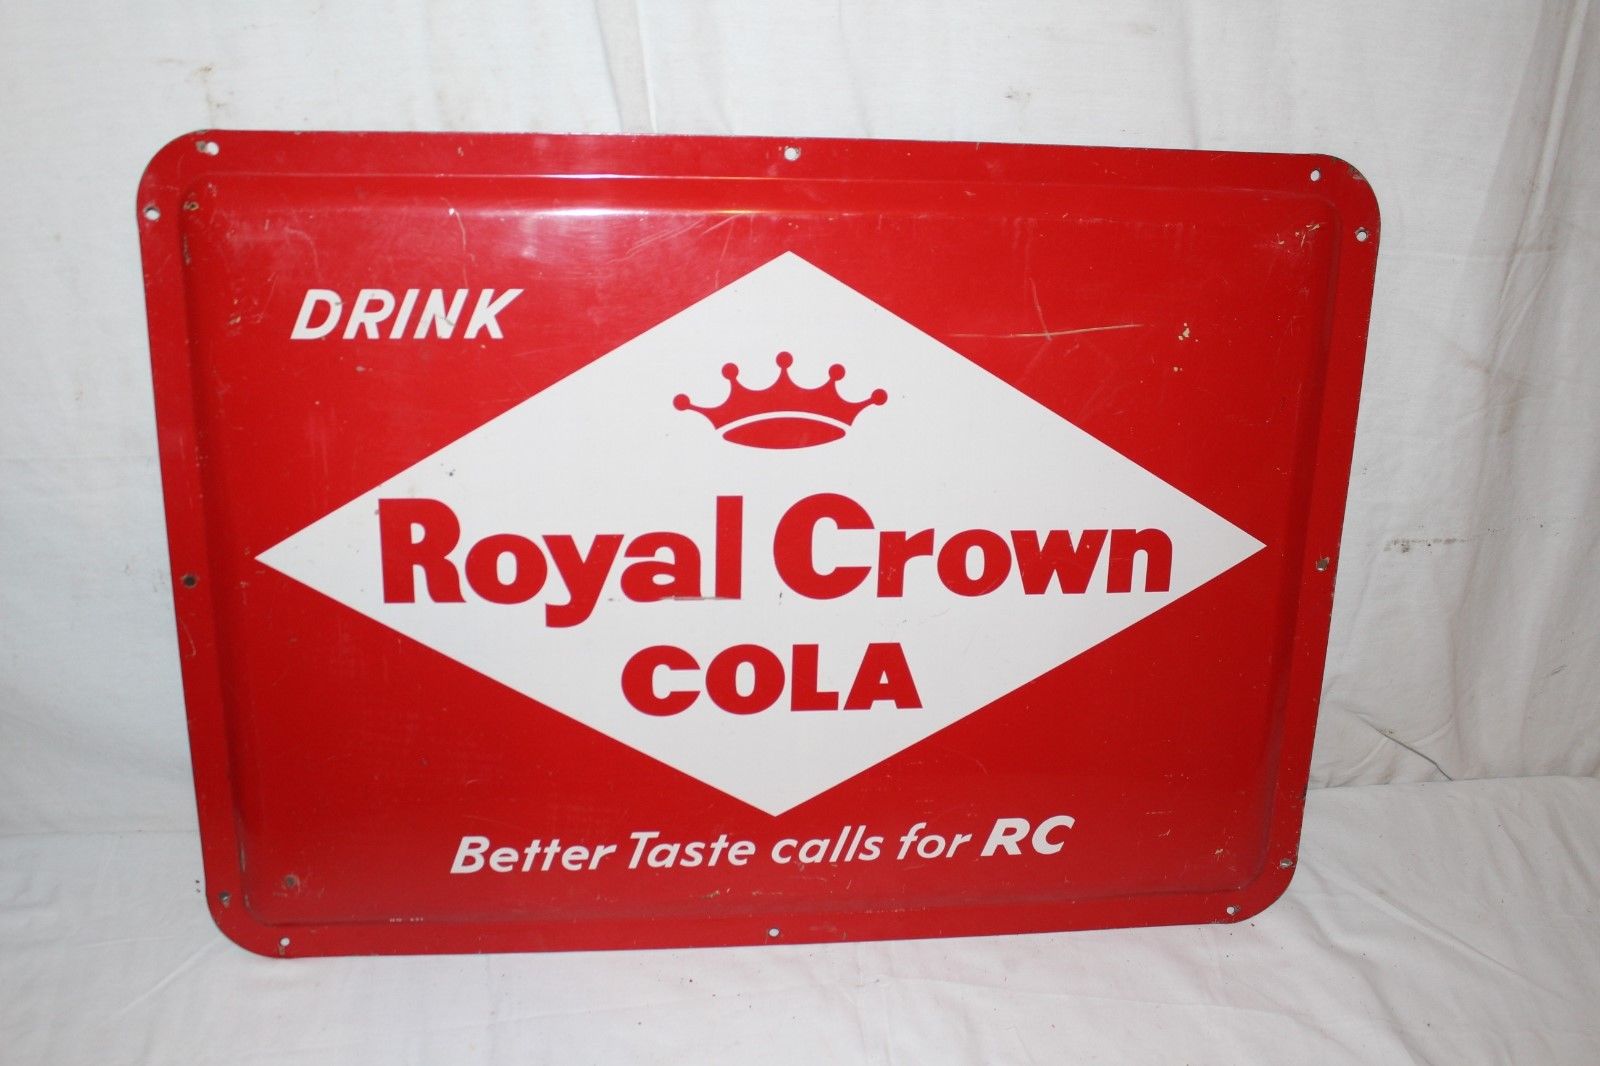 DRINK
Royal Crown
COLA
Better Taste calls for RC